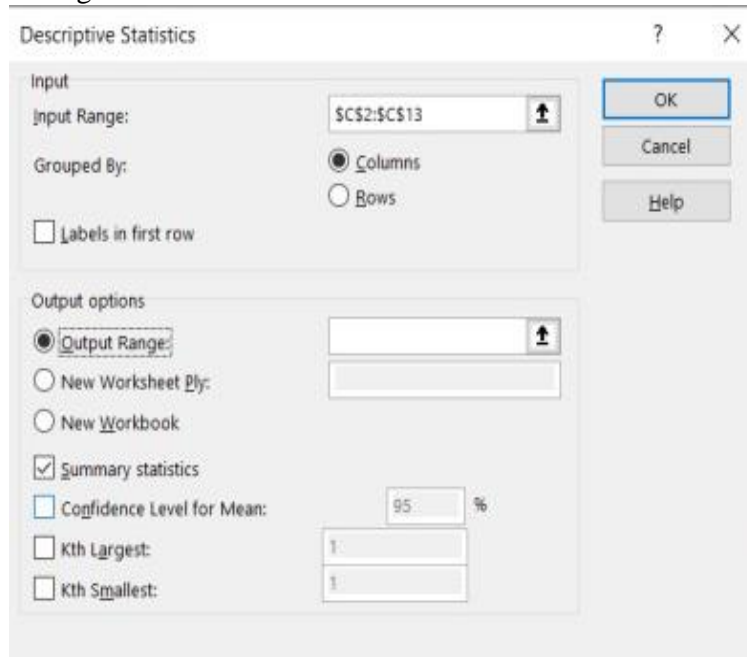 Descriptive Statistics ? ×
Input
Input Range: $C$2:$C$13
OK
Grouped By: Columns
Cancel
Rows
Help
Labels in first row
Output options
Output Range:
New Worksheet Ply:
New Workbook
Summary statistics
Confidence Level for Mean: 95 %
Kth Largest: 1
Kth Smallest: 1